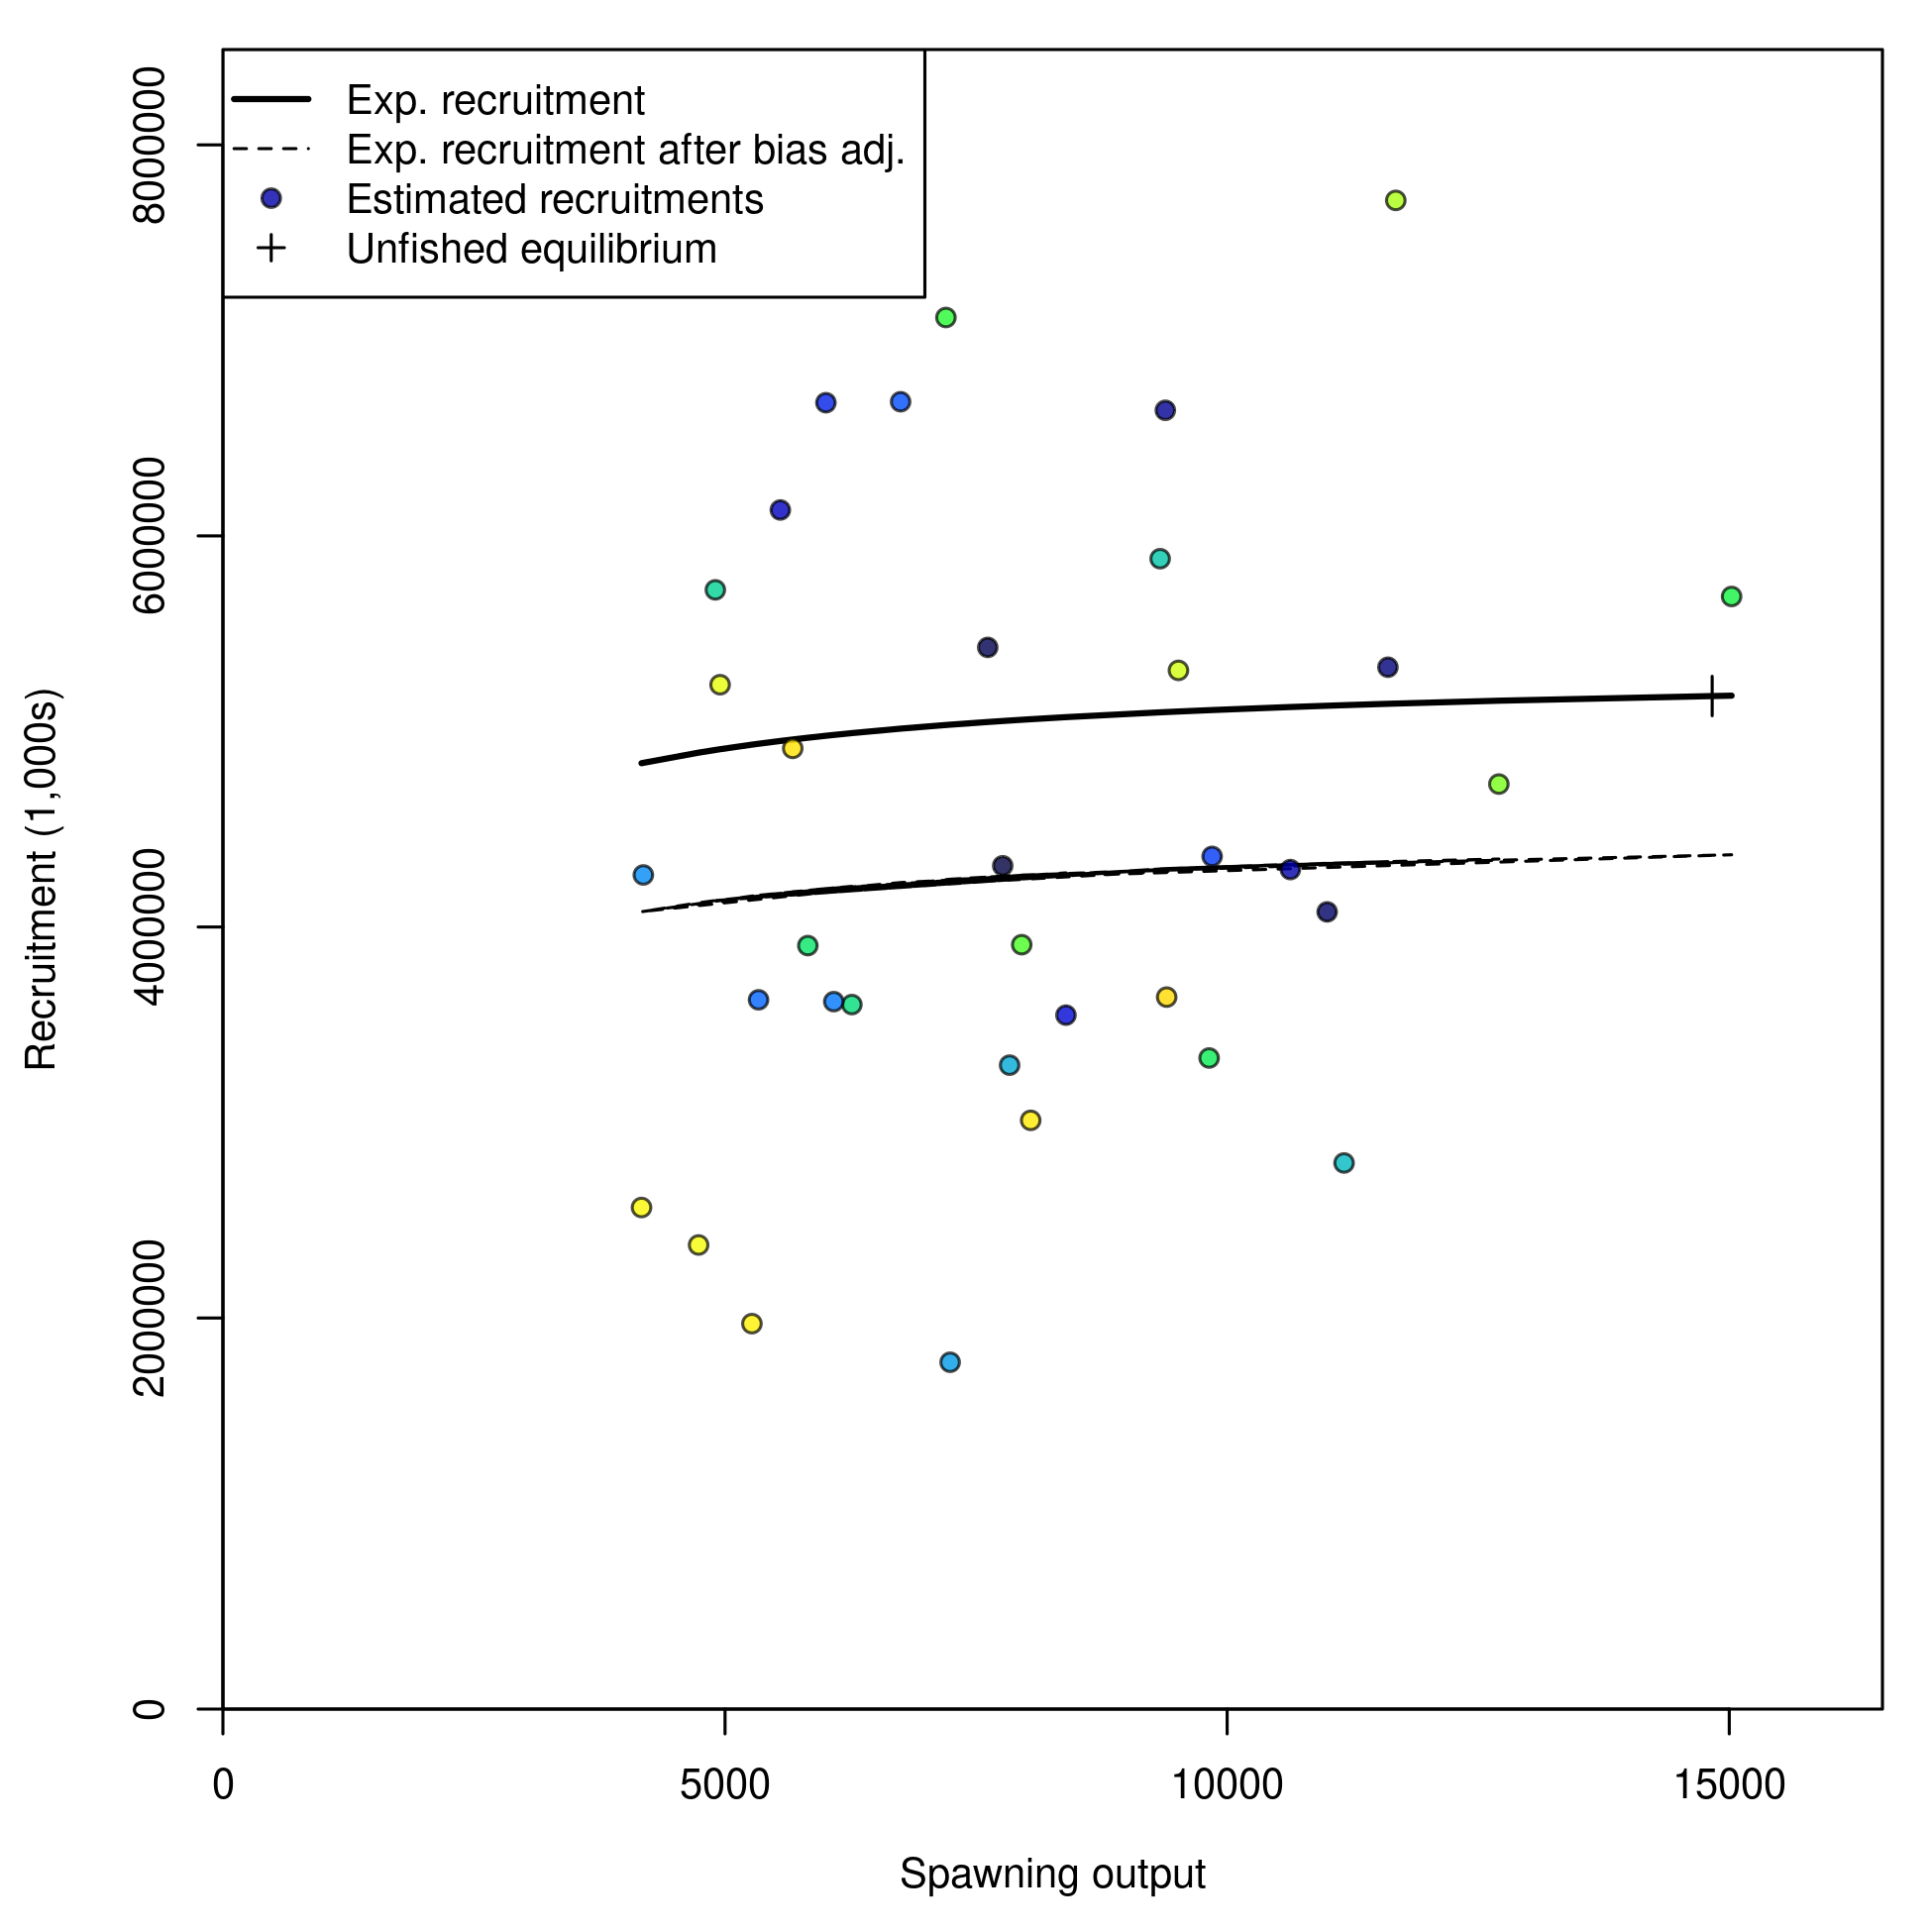 Exp. recruitment
Exp. recruitment after bias adj.
Estimated recruitments
Unfished equilibrium
8000000
6000000
4000000
2000000
0
Recruitment (1,000s)
0 5000 10000 15000
Spawning output